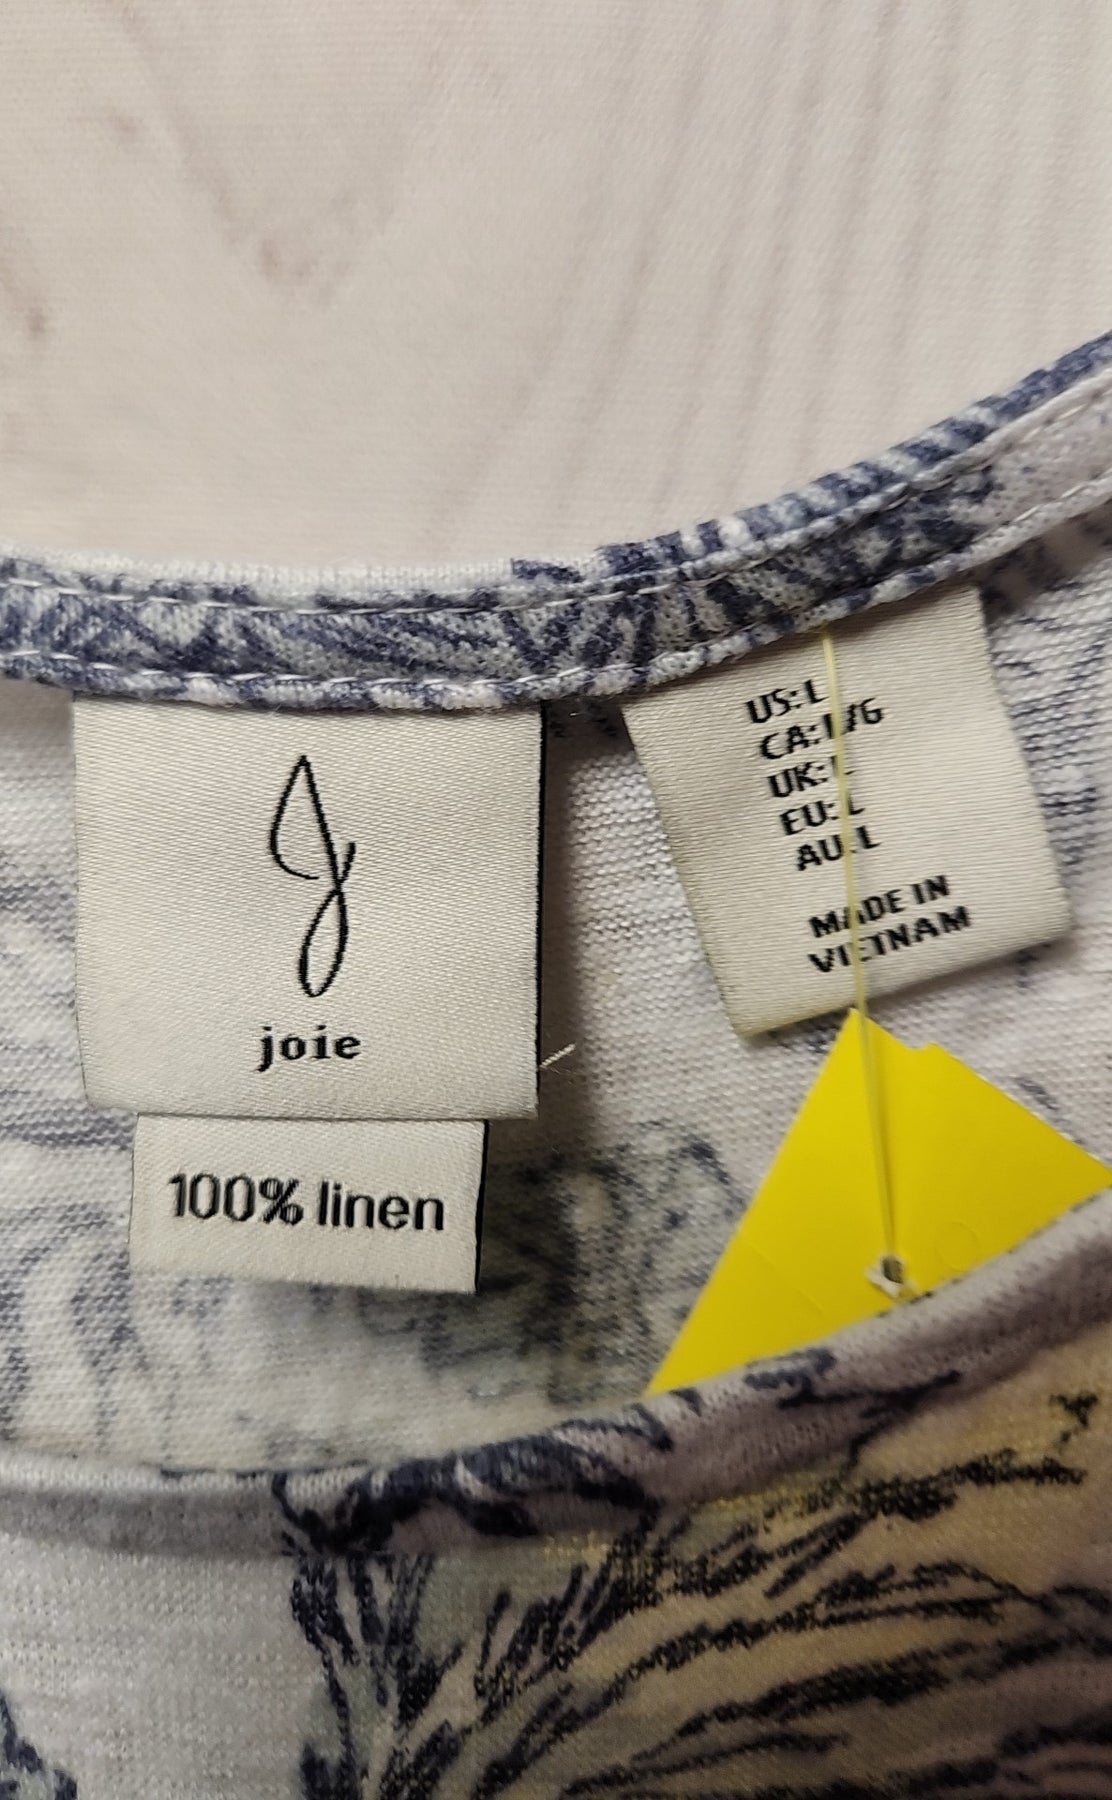 joie
100% linen
US: L
CA: L/G
UK: L
EU: L
AU: L
MADE IN
VIETNAM